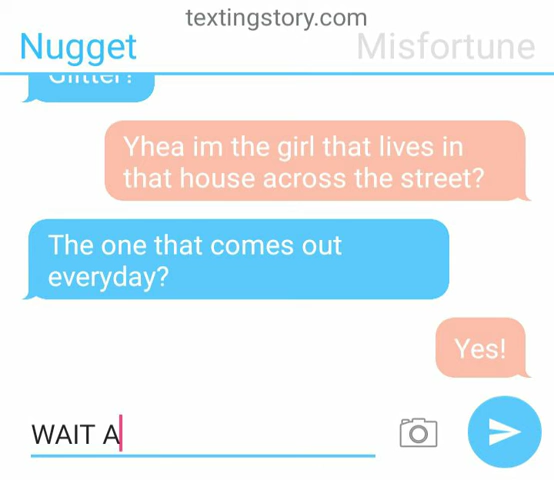 textingstory.com
Nugget
Misfortune
Glitter!
Yhea im the girl that lives in
that house across the street?
The one that comes out
everyday?
Yes!
WAIT A